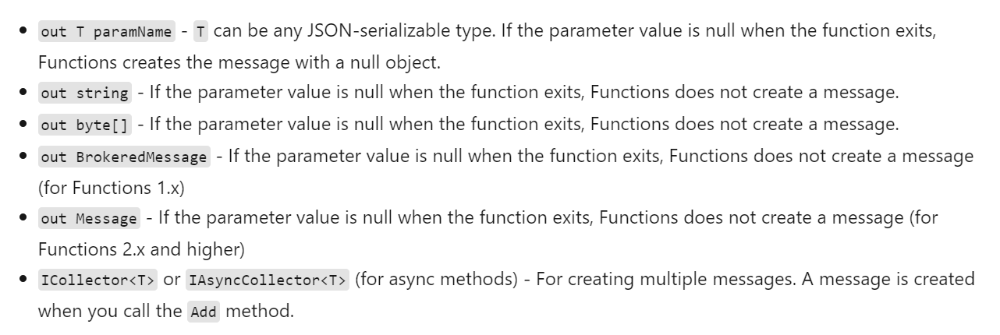 • out T paramName - T can be any JSON-serializable type. If the parameter value is null when the function exits,
Functions creates the message with a null object.
• out string - If the parameter value is null when the function exits, Functions does not create a message.
• out byte[] - If the parameter value is null when the function exits, Functions does not create a message.
• out BrokeredMessage - If the parameter value is null when the function exits, Functions does not create a message
(for Functions 1.x)
• out Message - If the parameter value is null when the function exits, Functions does not create a message (for
Functions 2.x and higher)
• ICollector<T> or IAsyncCollector<T> (for async methods) - For creating multiple messages. A message is created
when you call the Add method.